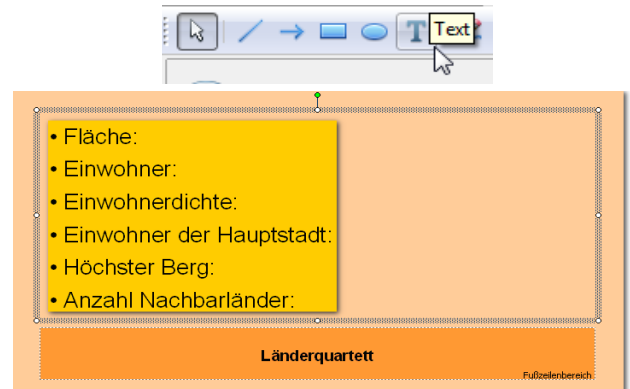 T Text
• Fläche:
• Einwohner:
• Einwohnerdichte:
• Einwohner der Hauptstadt:
• Höchster Berg:
• Anzahl Nachbarländer:
Länderquartett
Fußzeilenbereich